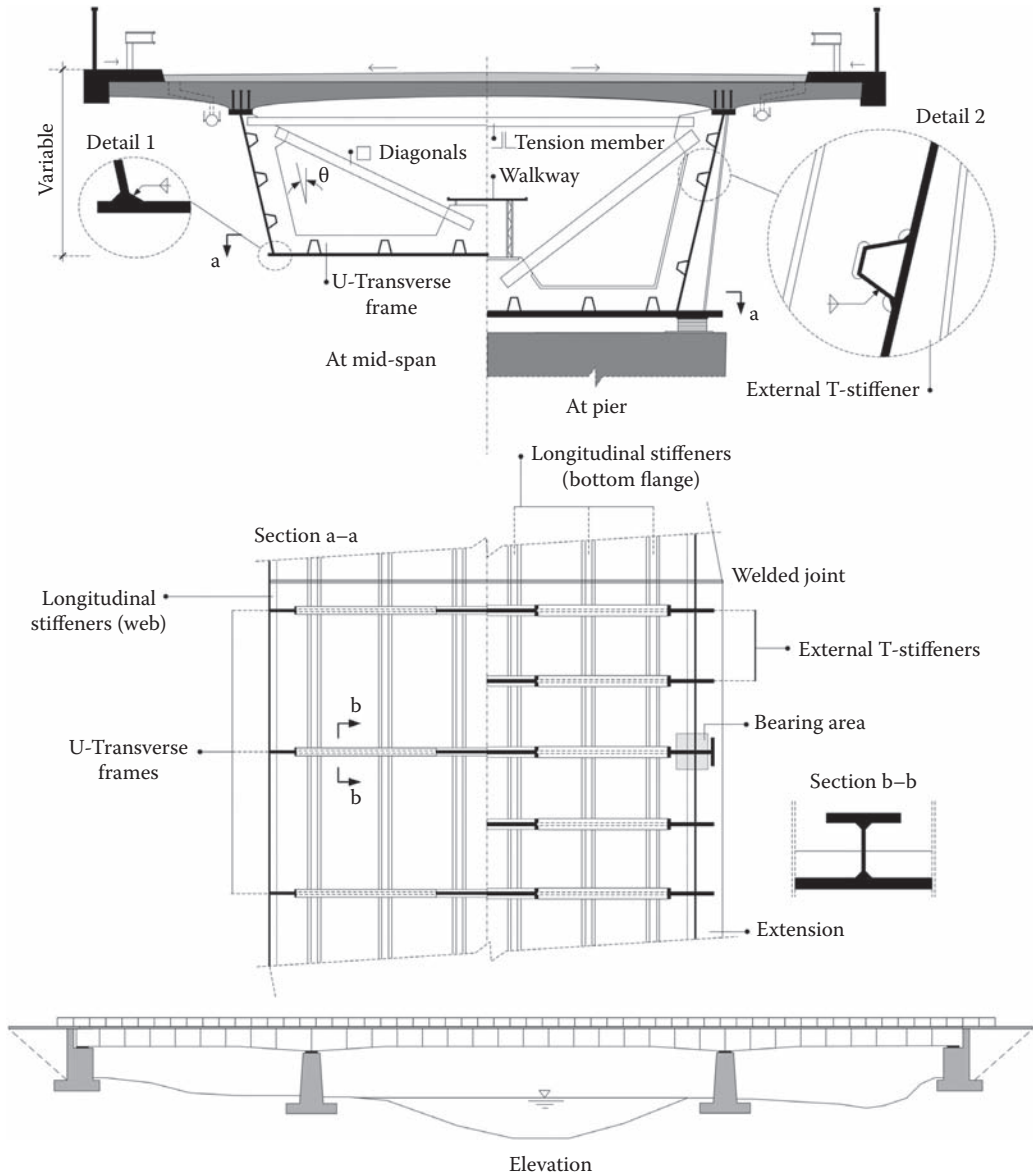 Detail 1
Detail 2
Variable
Diagonals
Tension member
Walkway
θ
a
U-Transverse
frame
a
At mid-span
At pier
External T-stiffener
Longitudinal stiffeners
(bottom flange)
Section a–a
Welded joint
Longitudinal
stiffeners (web)
External T-stiffeners
b
Bearing area
U-Transverse
frames
b
Section b–b
Extension
Elevation